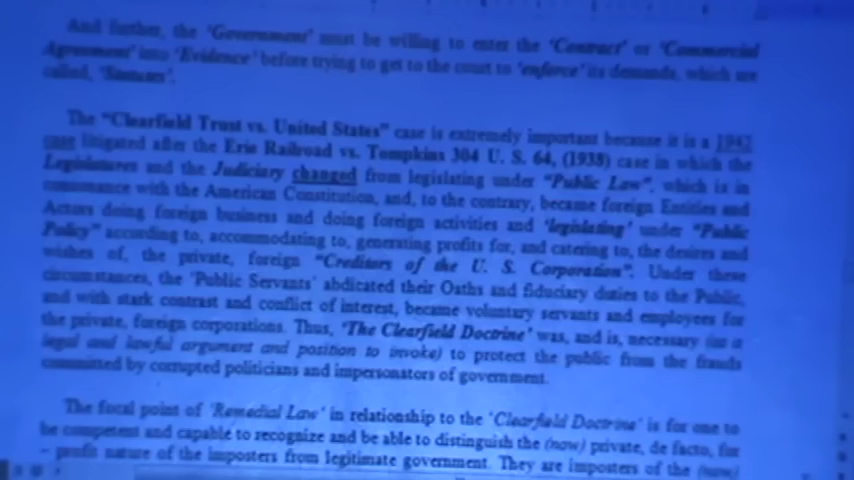 And further, the 'Government' must be willing to enter the 'Contract' or 'Commercial
Agreement' into 'Evidence' before trying to get to the court to 'enforce' its demands, which are
called, 'Statutes'.
The "Clearfield Trust vs. United States" case is extremely important because it is a 1942
case litigated after the Erie Railroad vs. Tompkins 304 U. S. 64, (1938) case in which the
Legislatures and the Judiciary changed from legislating under "Public Law", which is in
consonance with the American Constitution, and, to the contrary, became foreign Entities and
Actors doing foreign business and doing foreign activities and 'legislating' under "Public
Policy" according to, accommodating to, generating profits for, and catering to, the desires and
wishes of, the private, foreign "Creditors of the U. S. Corporation". Under these
circumstances, the 'Public Servants' abdicated their Oaths and fiduciary duties to the Public,
and with stark contrast and conflict of interest, became voluntary servants and employees for
the private, foreign corporations. Thus, 'The Clearfield Doctrine' was, and is, necessary (as a
legal and lawful argument and position to invoke) to protect the public from the frauds
committed by corrupted politicians and impersonators of government.
The focal point of 'Remedial Law' in relationship to the 'Clearfield Doctrine' is for one to
be competent and capable to recognize and be able to distinguish the (now) private, de facto, for
– profit nature of the imposters from legitimate government. They are imposters of the (now)